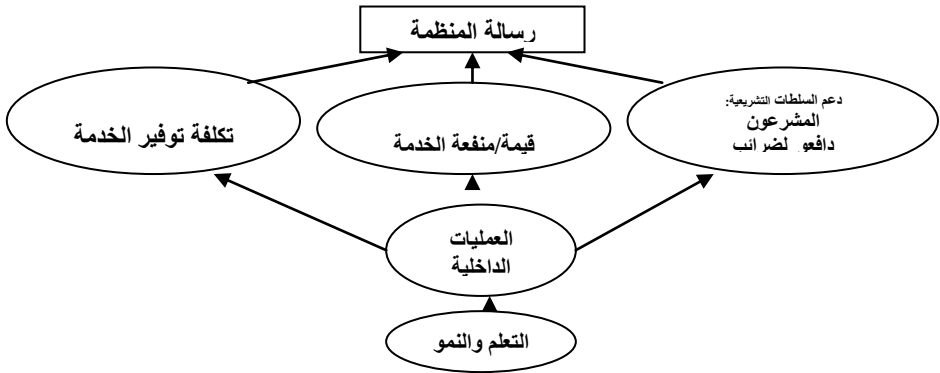 رسالة المنظمة
دعم السلطات التشريعية:
المشرعون
دافعو لضرائب
قيمة/منفعة الخدمة
تكلفة توفير الخدمة
العمليات
الداخلية
التعلم والنمو